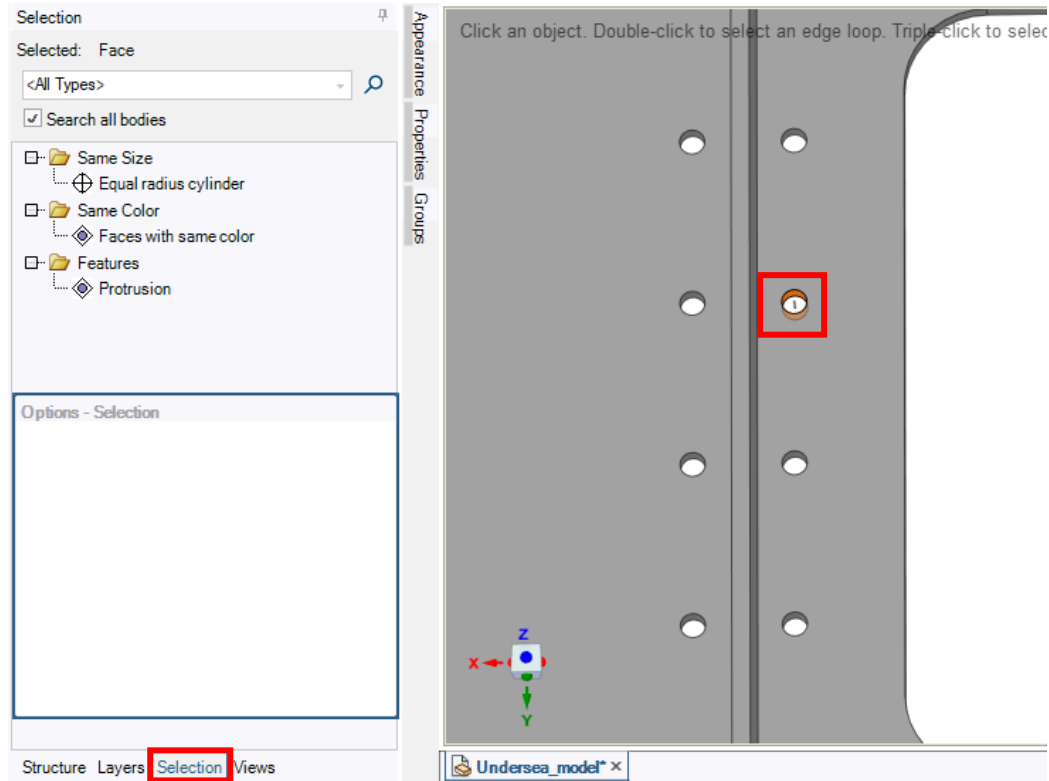 Selection
Selected: Face
<All Types>
Search all bodies
Same Size
Equal radius cylinder
Same Color
Faces with same color
Features
Protrusion
Options - Selection
Structure Layers Selection Views
Appearance
Properties
Groups
Click an object. Double-click to select an edge loop. Triple-click to selec
Z
X
Y
Undersea_model*